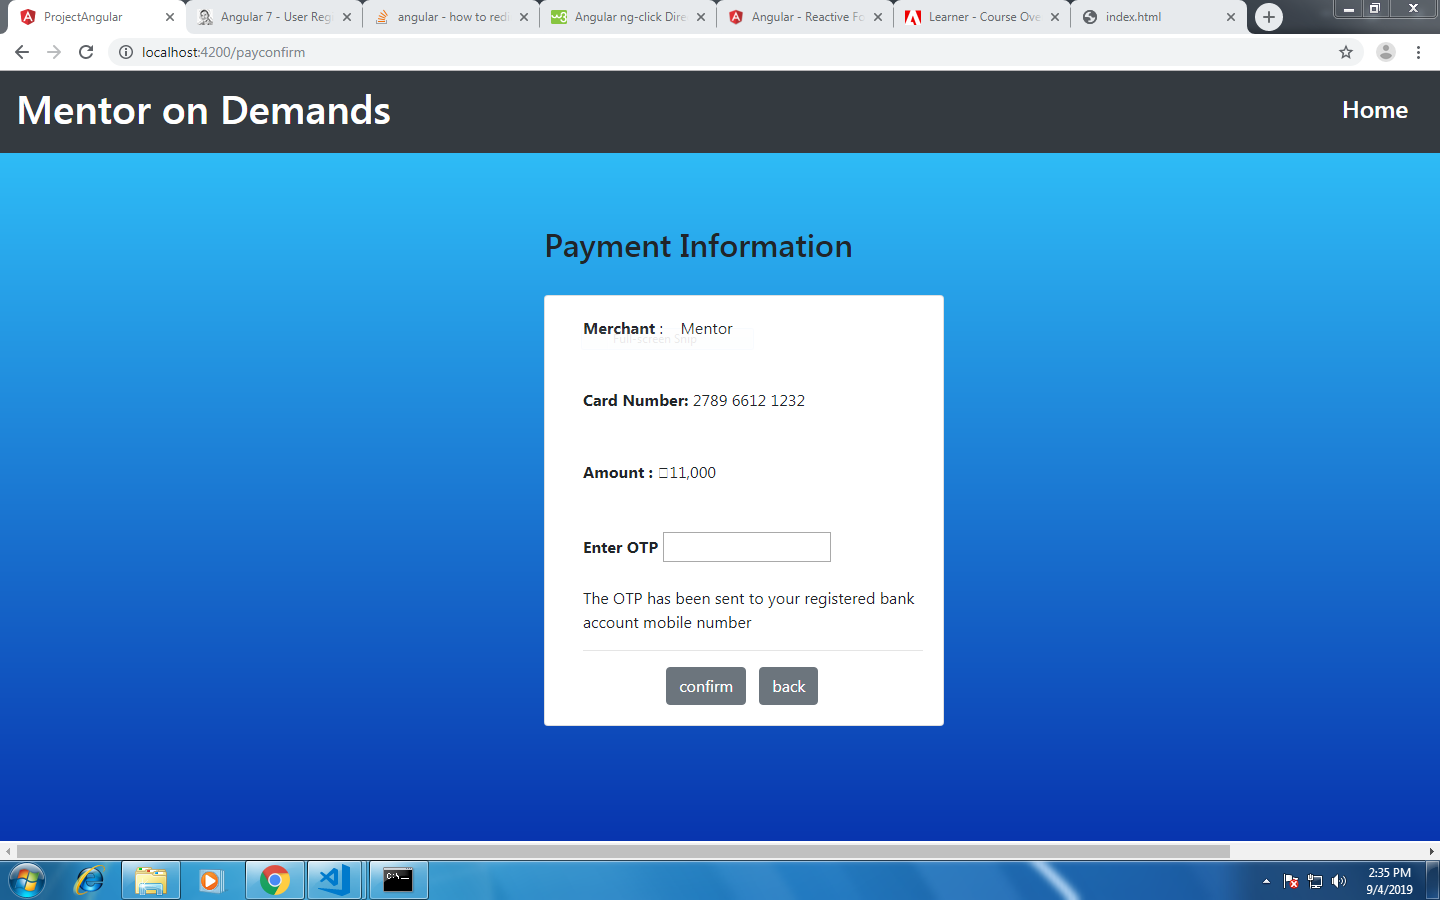 ProjectAngular
Angular 7 - User Reg
angular - how to redi
Angular ng-click Dire
Angular - Reactive Fo
Learner - Course Ove
index.html
localhost:4200/payconfirm
Mentor on Demands
Home
Payment Information
Merchant : Mentor
Full-screen Snip
Card Number: 2789 6612 1232
Amount : □11,000
Enter OTP
The OTP has been sent to your registered bank
account mobile number
confirm back
C:\.
2:35 PM
9/4/2019